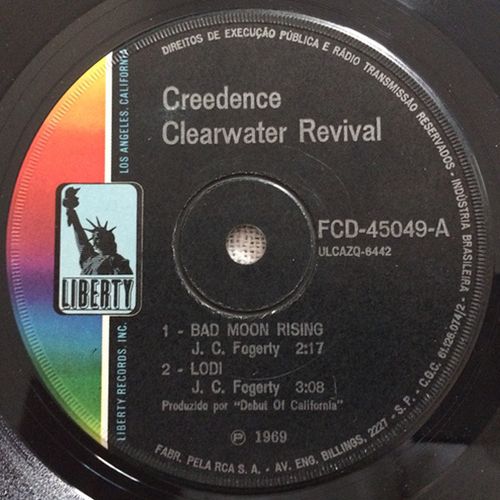 DIREITOS DE EXECUÇÃO PÚBLICA E RÁDIO TRANSMISSÃO RESERVADOS - INDÚSTRIA BRASILEIRA
Creedence
Clearwater Revival
LOS ANGELES, CALIFORNIA
LIBERTY
LIBERTY RECORDS, INC.
FCD-45049-A
ULCAZQ-6442
1 - BAD MOON RISING
J. C. Fogerty 2:17
2 - LODI
J. C. Fogerty 3:08
Produzido por "Debut Of California"
Ⓟ 1969
FABR. PELA RCA S. A. - AV. ENG. BILLINGS, 2227 - S. P. - C.G.C. 61.126.074/2